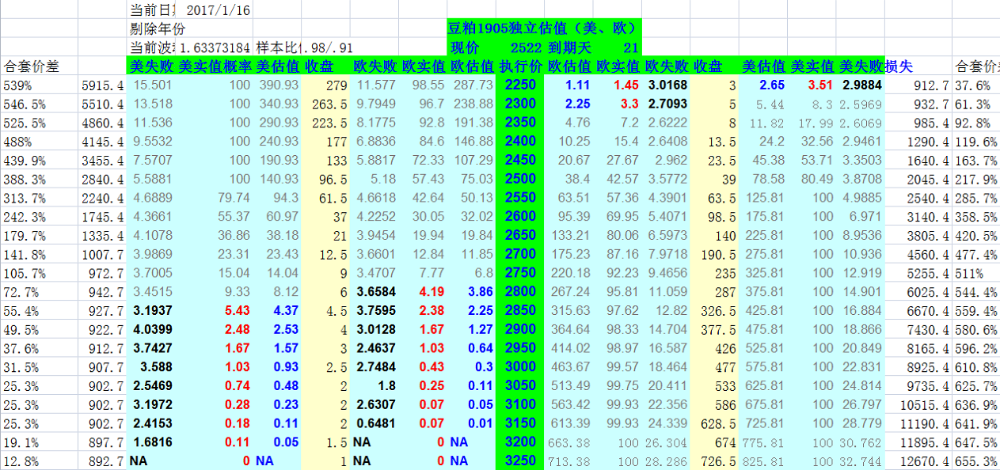 当前日期 2017/1/16
剔除年份
豆粕1905独立估值（美、欧）
当前波 1.63373184 样本比 .98/.91 现价 2522 到期天 21
合套价差 美失败 美实值概率 美估值 收盘 欧失败 欧实值 欧估值 执行价 欧估值 欧实值 欧失败 收盘 美估值 美实值 美失败 损失 合套价差
539% 5915.4 15.501 100 390.93 279 11.577 98.55 287.73 2250 1.11 1.45 3.0168 3 2.65 3.51 2.9884 912.7 37.6%
546.5% 5510.4 13.518 100 340.93 263.5 9.7949 96.7 238.88 2300 2.25 3.3 2.7093 5 5.44 8.3 2.5969 932.7 61.3%
525.5% 4860.4 11.536 100 290.93 223.5 8.1775 92.8 191.38 2350 4.76 7.2 2.6222 8 11.82 17.99 2.6069 985.4 92.8%
488% 4145.4 9.5532 100 240.93 177 6.8836 84.6 146.88 2400 10.25 15.4 2.6408 13.5 24.2 32.56 2.9461 1290.4 119.6%
439.9% 3455.4 7.5707 100 190.93 133 5.8817 72.33 107.29 2450 20.67 27.67 2.962 23.5 45.38 53.71 3.3503 1640.4 163.7%
388.3% 2840.4 5.5881 100 140.93 96.5 5.18 57.43 75.03 2500 38.4 42.57 3.5772 39 78.58 80.49 3.8708 2045.4 217.9%
313.7% 2240.4 4.6889 79.74 94.3 61.5 4.6618 42.64 50.13 2550 63.51 57.36 4.3901 63.5 125.81 100 4.9885 2540.4 285.7%
242.3% 1745.4 4.3661 55.37 60.97 37 4.2252 30.05 32.02 2600 95.39 69.95 5.4071 98.5 175.81 100 6.971 3140.4 358.5%
179.7% 1335.4 4.1078 36.86 38.18 21 3.9454 19.94 19.84 2650 133.21 80.06 6.5973 140 225.81 100 8.9536 3805.4 420.5%
141.8% 1007.7 3.9869 23.31 23.43 12.5 3.6601 12.84 11.85 2700 175.23 87.16 7.9718 190.5 275.81 100 10.936 4560.4 477.4%
105.7% 972.7 3.7005 15.04 14.04 9 3.4707 7.77 6.8 2750 220.18 92.23 9.4656 235 325.81 100 12.919 5255.4 511%
72.7% 942.7 3.4515 9.33 8.12 6 3.6584 4.19 3.86 2800 267.24 95.81 11.059 287 375.81 100 14.901 6025.4 544.4%
55.4% 927.7 3.1937 5.43 4.37 4.5 3.7595 2.38 2.25 2850 315.63 97.62 12.82 326.5 425.81 100 16.884 6670.4 559.4%
49.5% 922.7 4.0399 2.48 2.53 4 3.0128 1.67 1.27 2900 364.64 98.33 14.704 377.5 475.81 100 18.866 7430.4 580.6%
37.6% 912.7 3.7427 1.67 1.57 3 2.4637 1.03 0.64 2950 414.02 98.97 16.587 426 525.81 100 20.849 8165.4 596.2%
31.5% 907.7 3.588 1.03 0.93 2.5 2.7484 0.43 0.3 3000 463.67 99.57 18.464 477 575.81 100 22.831 8925.4 610.8%
25.3% 902.7 2.5469 0.74 0.48 2 1.8 0.25 0.11 3050 513.49 99.75 20.411 533 625.81 100 24.814 9735.4 625.7%
25.3% 902.7 3.1972 0.28 0.23 2 2.6307 0.07 0.05 3100 563.42 99.93 22.356 586 675.81 100 26.797 10515.4 636.9%
25.3% 902.7 2.4153 0.18 0.11 2 0.6481 0.07 0.01 3150 613.39 99.93 24.339 628.5 725.81 100 28.779 11190.4 641.9%
19.1% 897.7 1.6816 0.11 0.05 1.5 NA 0 NA 3200 663.38 100 26.304 674 775.81 100 30.762 11895.4 647.5%
12.8% 892.7 NA 0 NA 1 NA 0 NA 3250 713.38 100 28.286 726.5 825.81 100 32.744 12670.4 655.3%